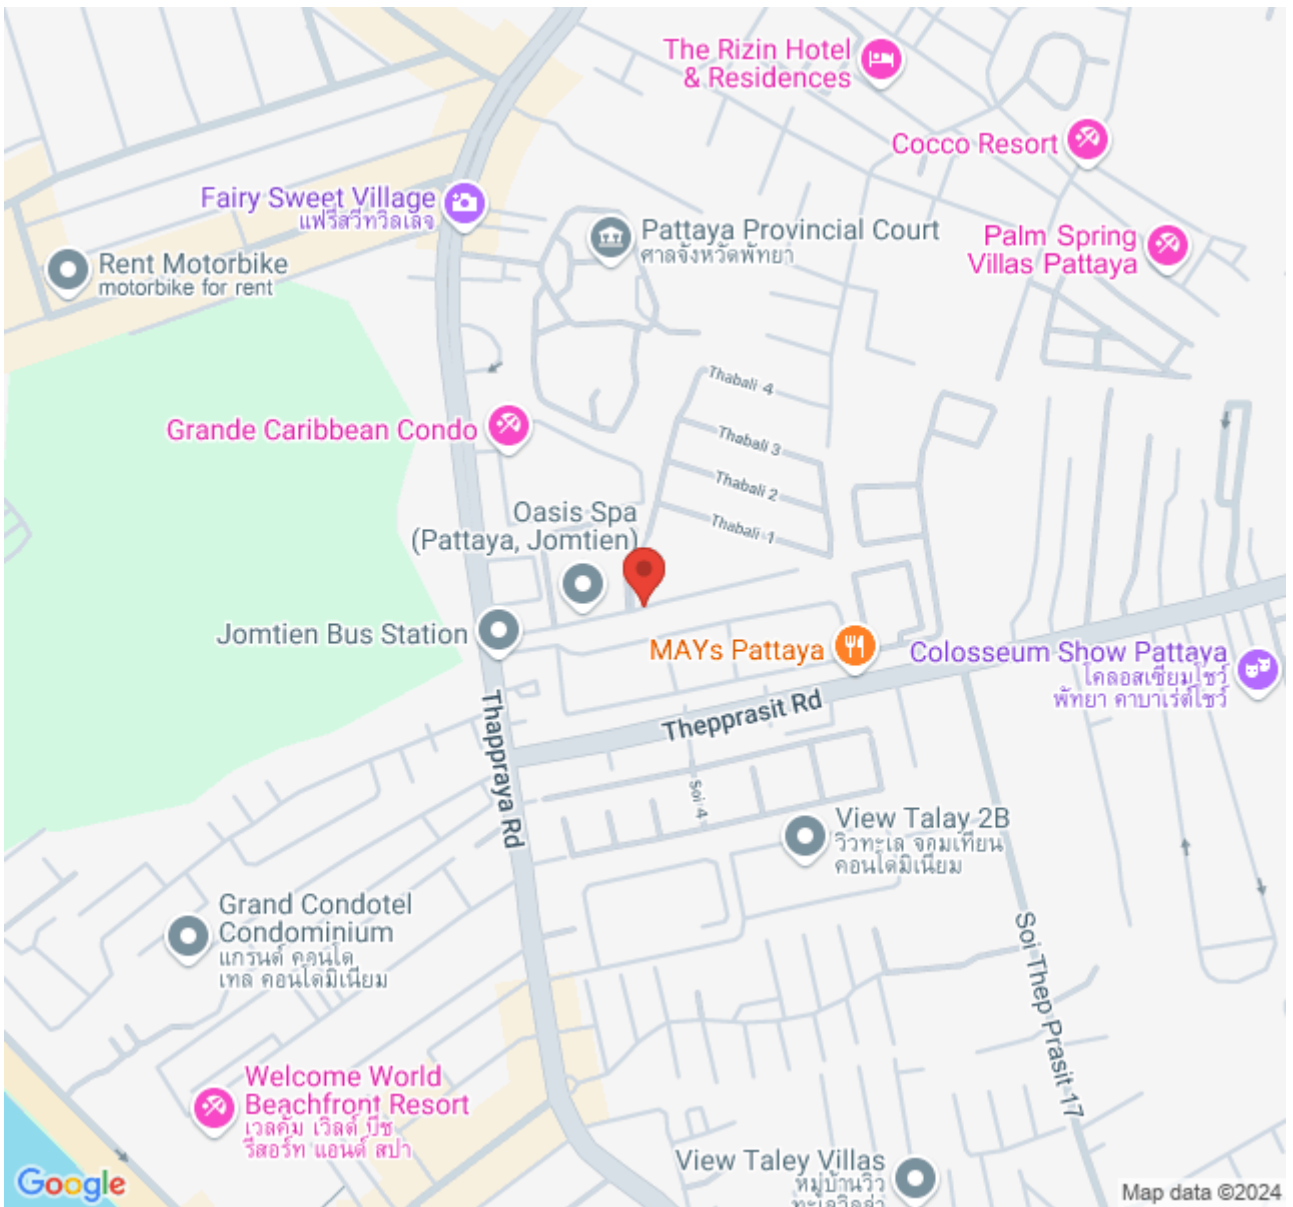 The Rizin Hotel
& Residences
Cocco Resort
Fairy Sweet Village
แฟรีสวีทวิลเลจ
Pattaya Provincial Court
ศาลจังหวัดพัทยา
Palm Spring
Villas Pattaya
Rent Motorbike
motorbike for rent
Thabali 4
Grande Caribbean Condo
Thabali 3
Thabali 2
Oasis Spa
(Pattaya, Jomtien)
Thabali 1
Jomtien Bus Station
MAYs Pattaya
Colosseum Show Pattaya
โคลอสเซียมโชว์
พัทยา คาบาเร่ต์โชว์
Thepprasit Rd
Thappraya Rd
Soi 4
View Talay 2B
วิวทะเล จอมเทียน
คอนโดมิเนียม
Grand Condotel
Condominium
แกรนด์ คอนโด
เทล คอนโดมิเนียม
Soi Thep Prasit 17
Welcome World
Beachfront Resort
เวลคัม เวิลด์ บีช
รีสอร์ท แอนด์ สปา
View Taley Villas
หมู่บ้านวิว
ทะเลวิลล่า
Google
Map data ©2024